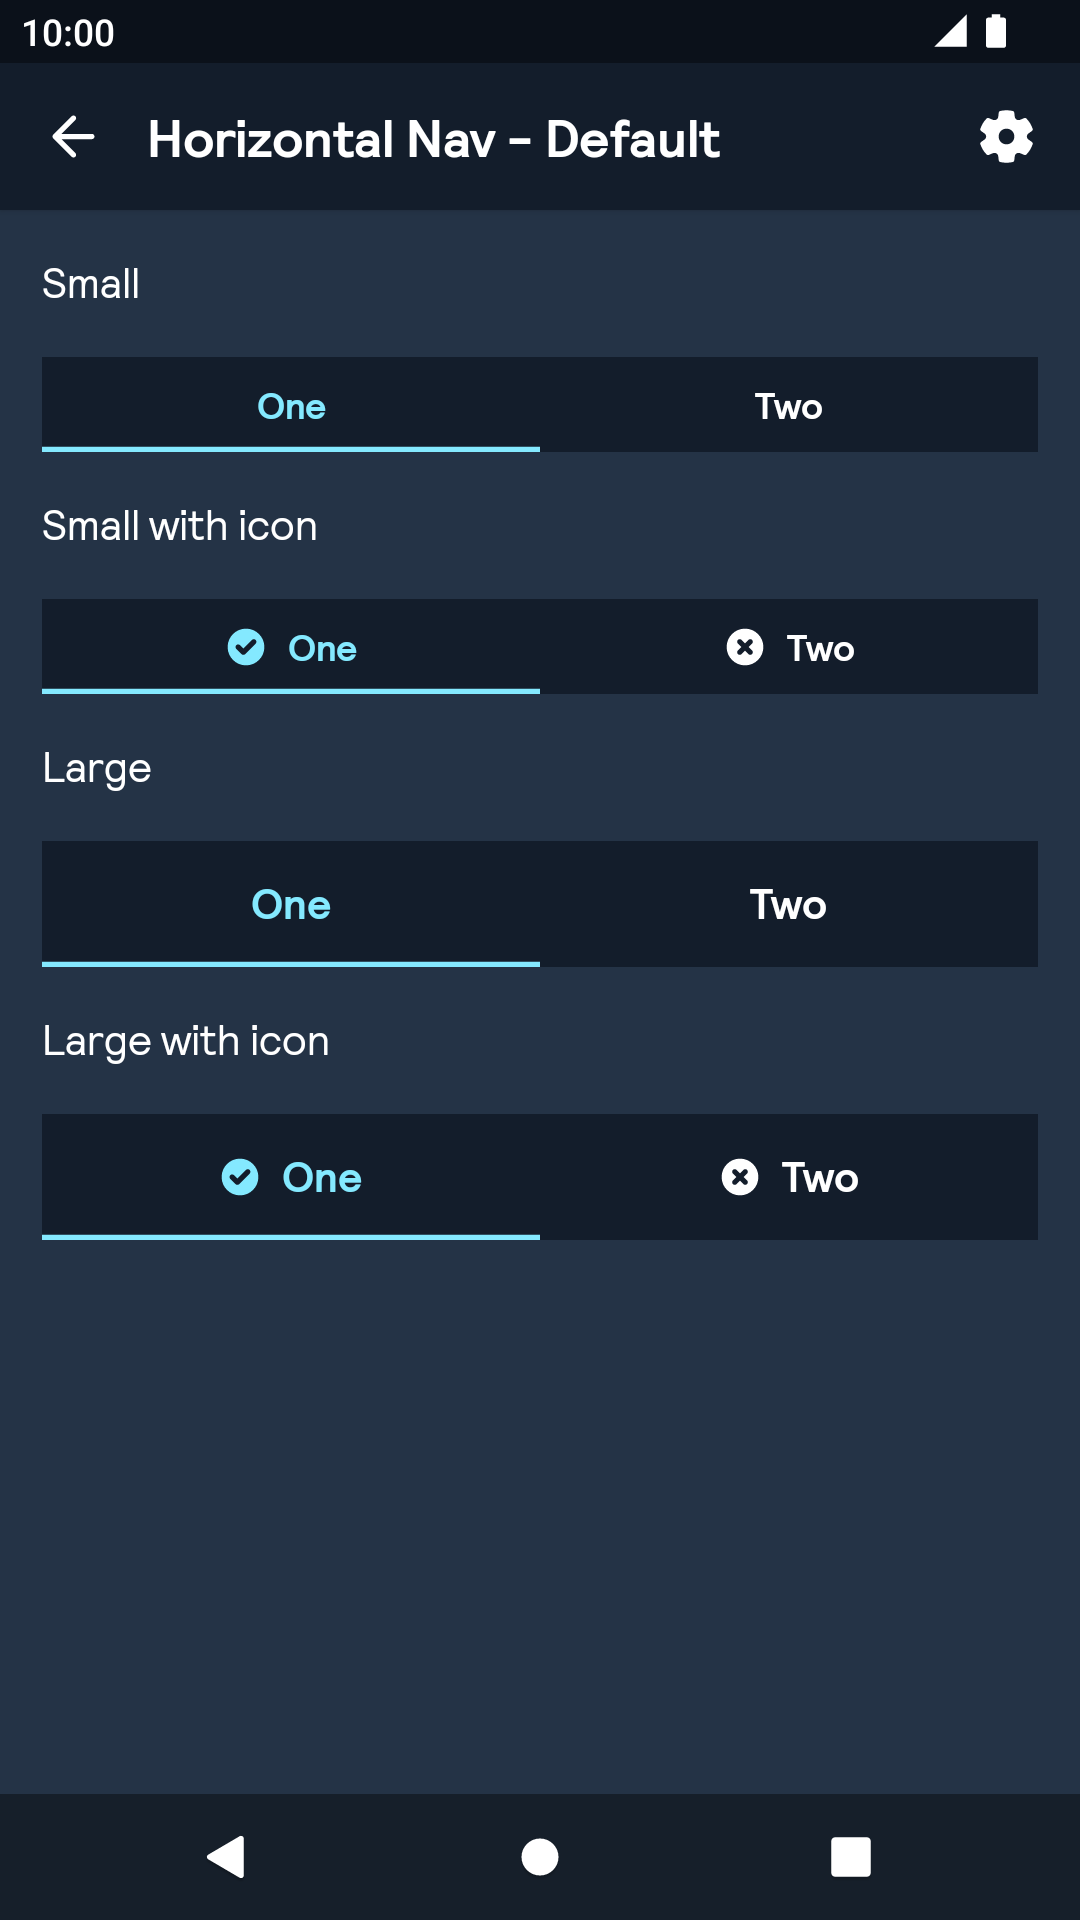 10:00
Horizontal Nav - Default
Small
One Two
Small with icon
One Two
Large
One Two
Large with icon
One Two